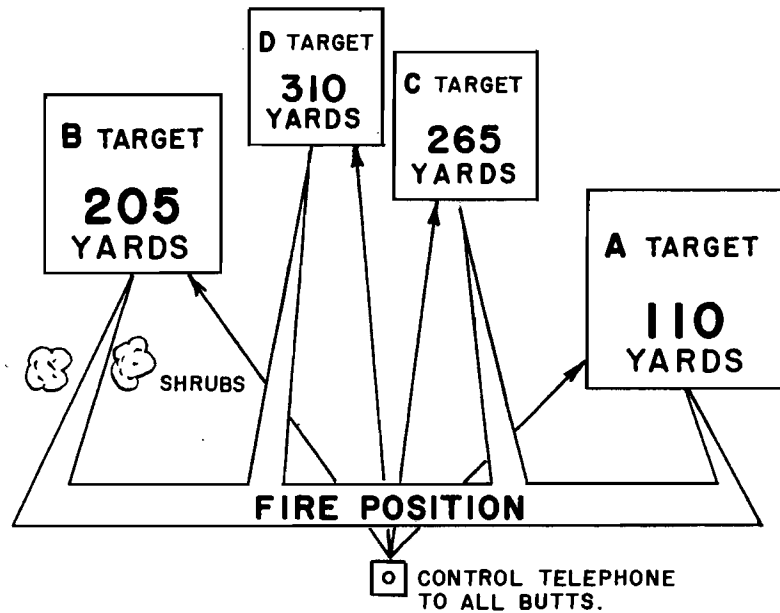 D TARGET
310
YARDS
C TARGET
265
YARDS
B TARGET
205
YARDS
A TARGET
110
YARDS
SHRUBS
FIRE POSITION
CONTROL TELEPHONE
TO ALL BUTTS.